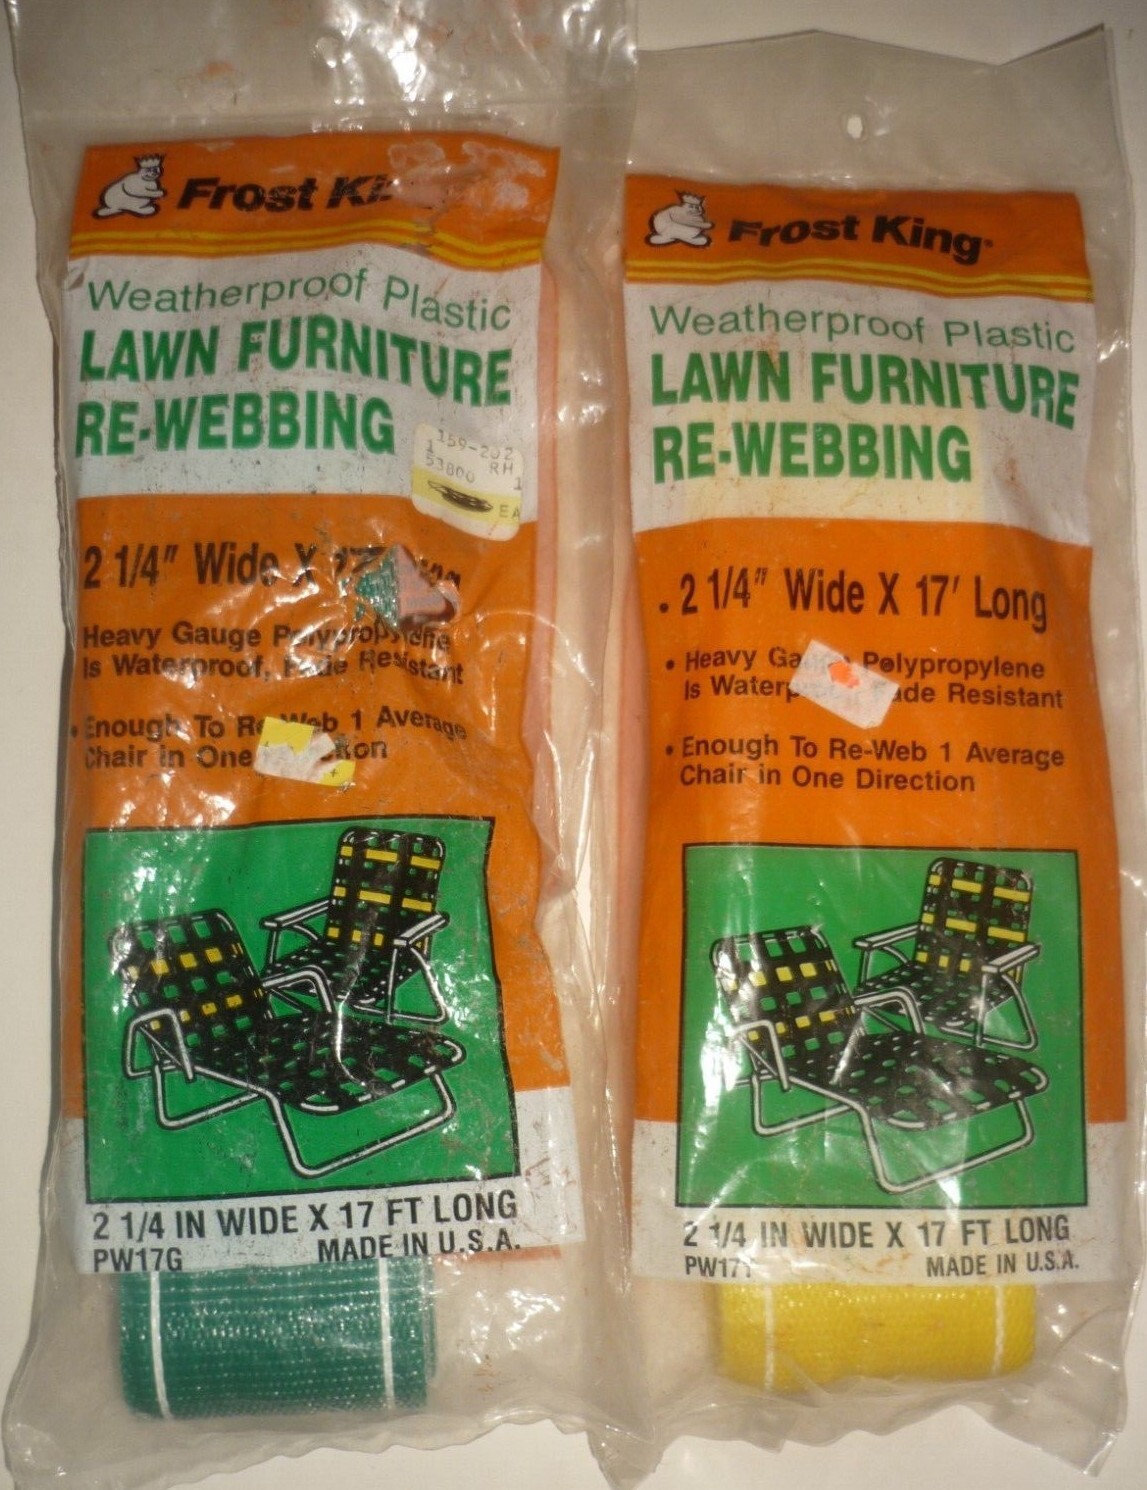 Frost
Weatherproof Plastic
LAWN FURNITURE
RE-WEBBING
159-202
1 53800 RH
1
EA
2 1/4" Wide X
Heavy Gauge Polypropylene
Is Waterproof, Fade Resistant
• Enough To Re-Web 1 Average
Chair in One
2 1/4 IN WIDE X 17 FT LONG
PW17G MADE IN U.S.A.
Frost King
Weatherproof Plastic
LAWN FURNITURE
RE-WEBBING
• 2 1/4" Wide X 17' Long
• Heavy Polypropylene
Is Resistant
• Enough To Re-Web 1 Average
Chair in One Direction
2 1/4 IN WIDE X 17 FT LONG
PW17Y MADE IN U.S.A.